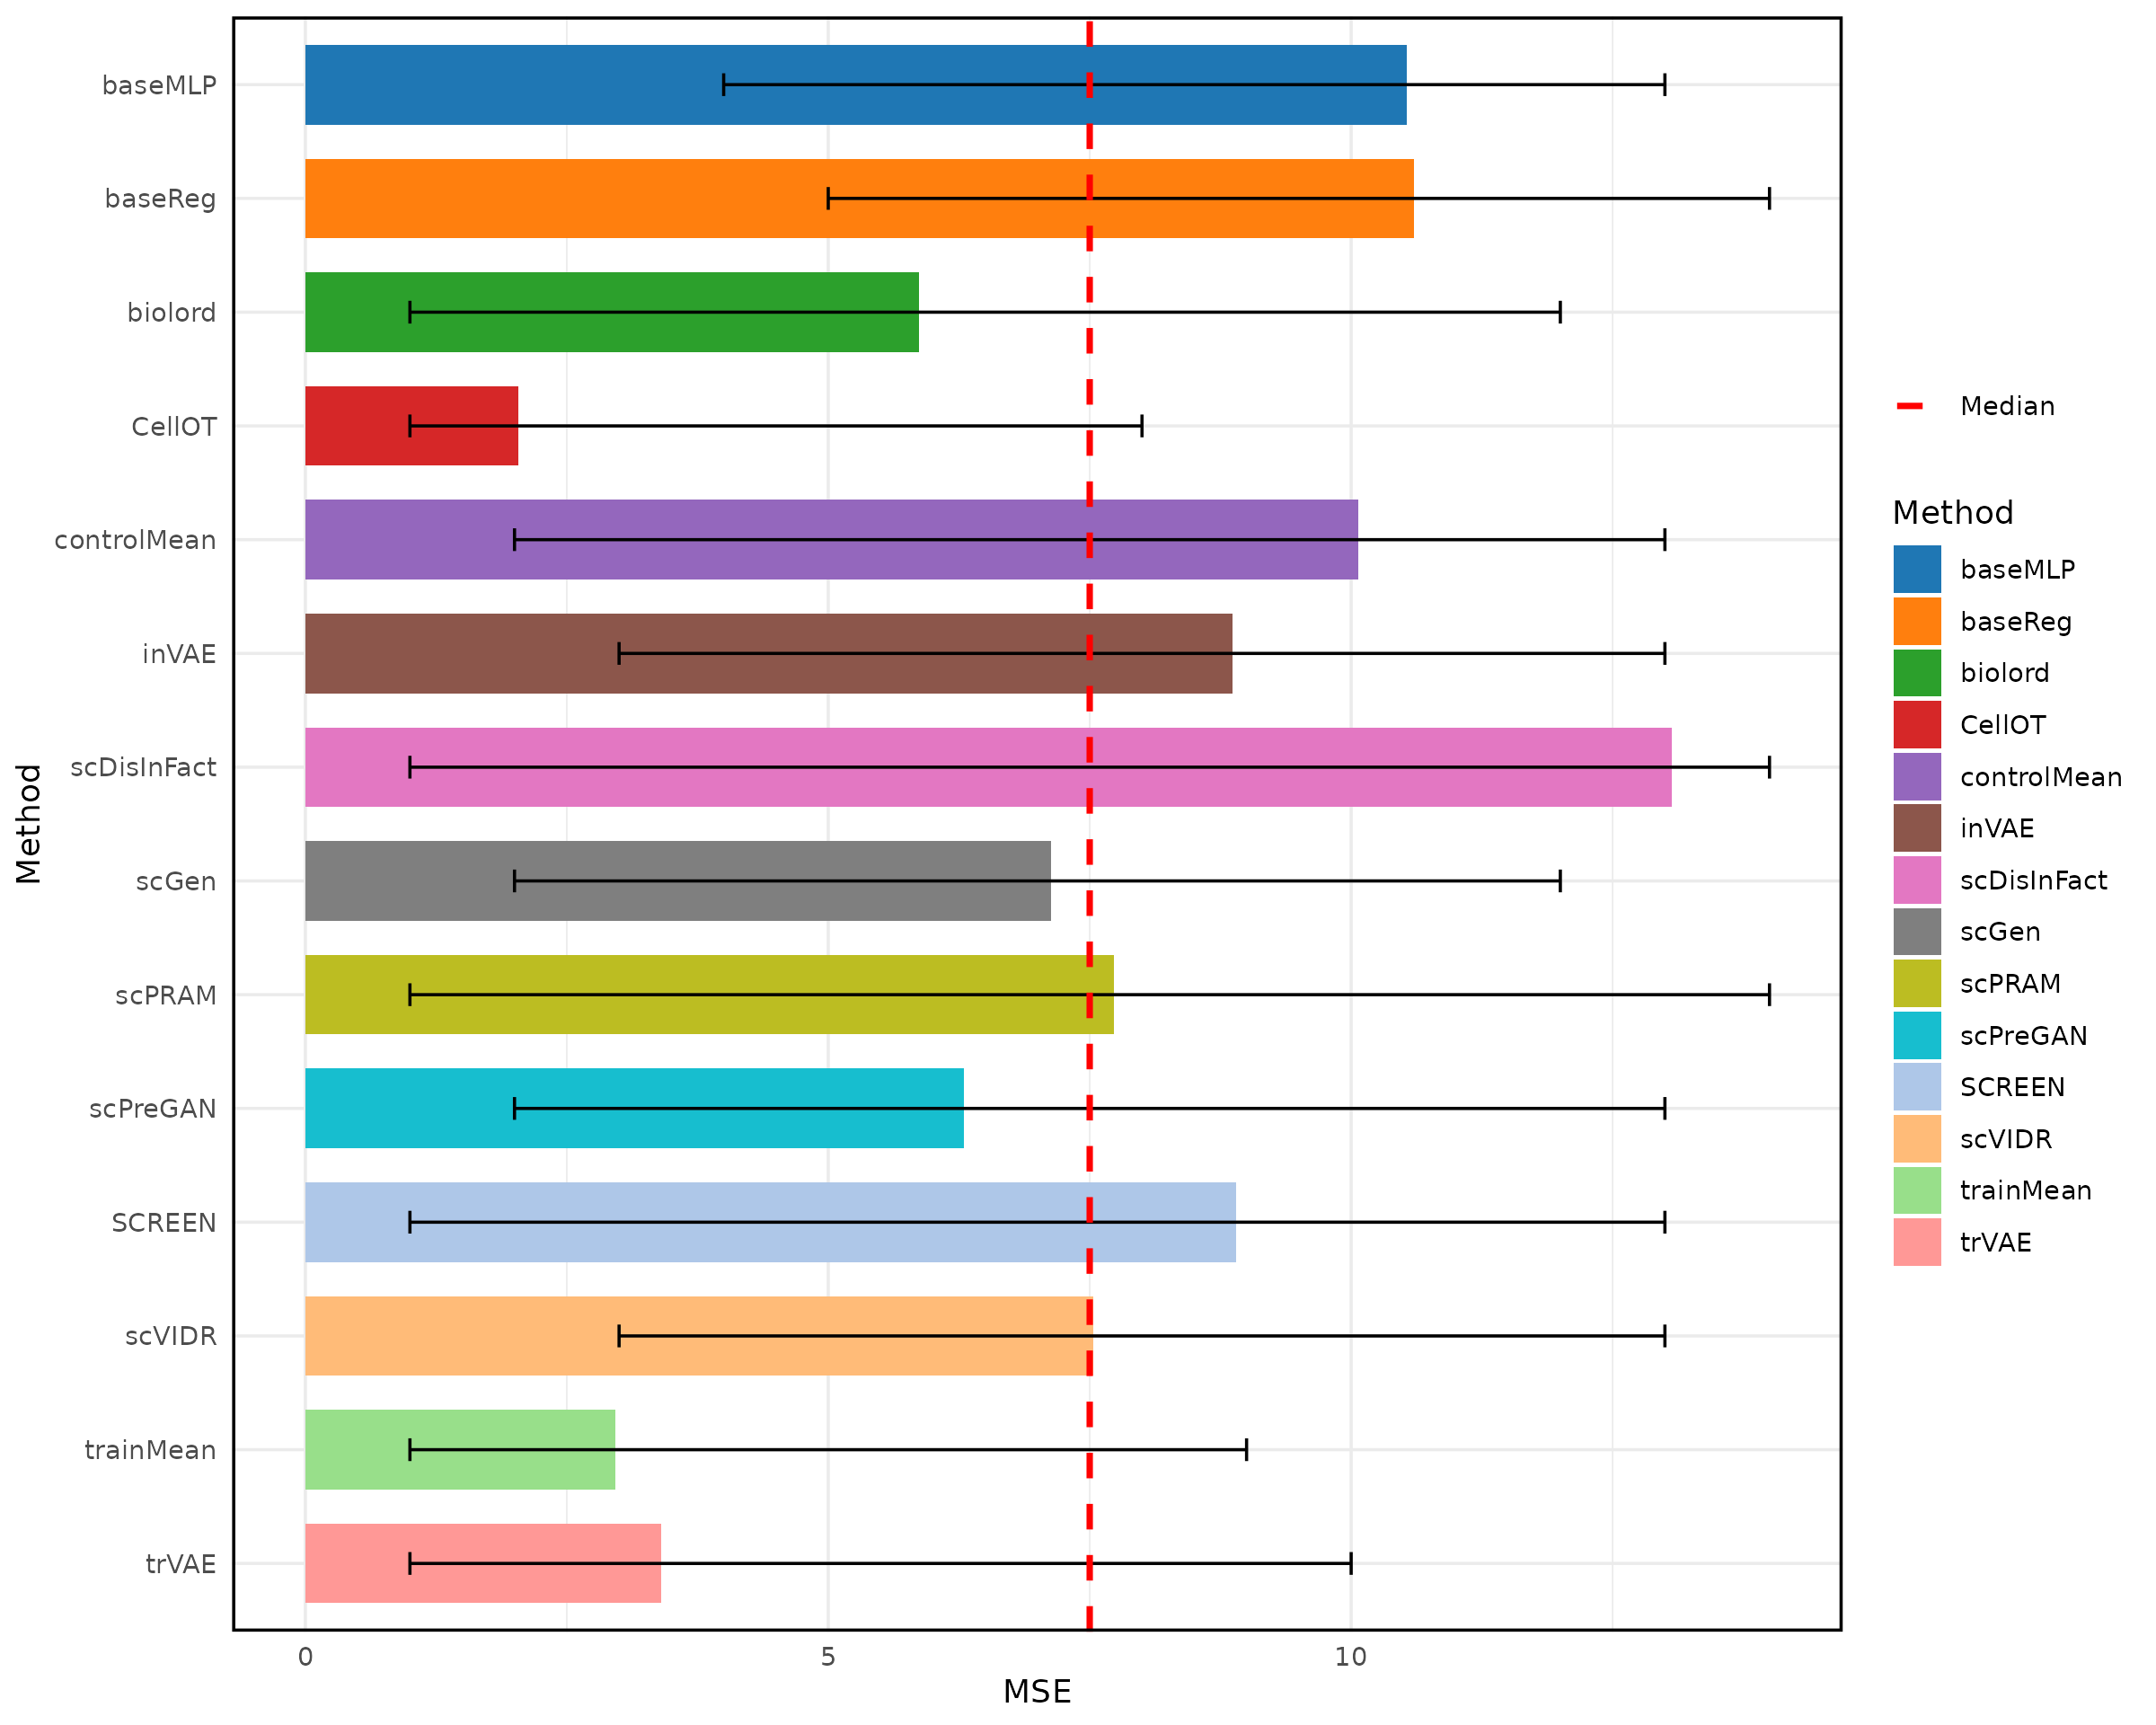 Method
baseMLP
baseReg
biolord
CellOT
controlMean
inVAE
scDisInFact
scGen
scPRAM
scPreGAN
SCREEN
scVIDR
trainMean
trVAE
0 5 10
MSE
Median
Method
baseMLP
baseReg
biolord
CellOT
controlMean
inVAE
scDisInFact
scGen
scPRAM
scPreGAN
SCREEN
scVIDR
trainMean
trVAE